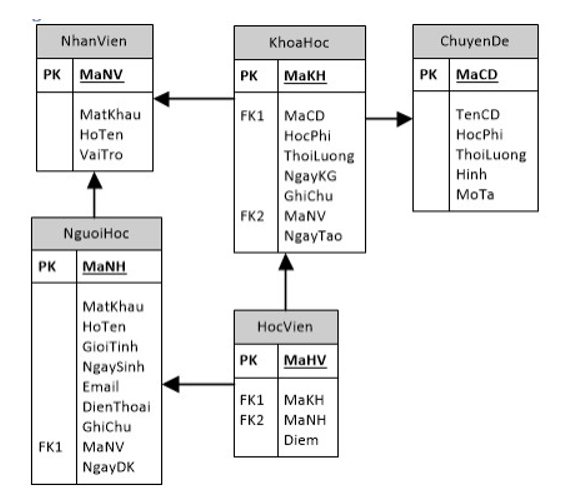 NhanVien
PK MaNV
MatKhau
HoTen
VaiTro
KhoaHoc
PK MaKH
FK1 MaCD
HocPhi
ThoiLuong
NgayKG
GhiChu
FK2 MaNV
NgayTao
ChuyenDe
PK MaCD
TenCD
HocPhi
ThoiLuong
Hinh
MoTa
NguoiHoc
PK MaNH
MatKhau
HoTen
GioiTinh
NgaySinh
Email
DienThoai
GhiChu
FK1 MaNV
NgayDK
HocVien
PK MaHV
FK1 MaKH
FK2 MaNH
Diem